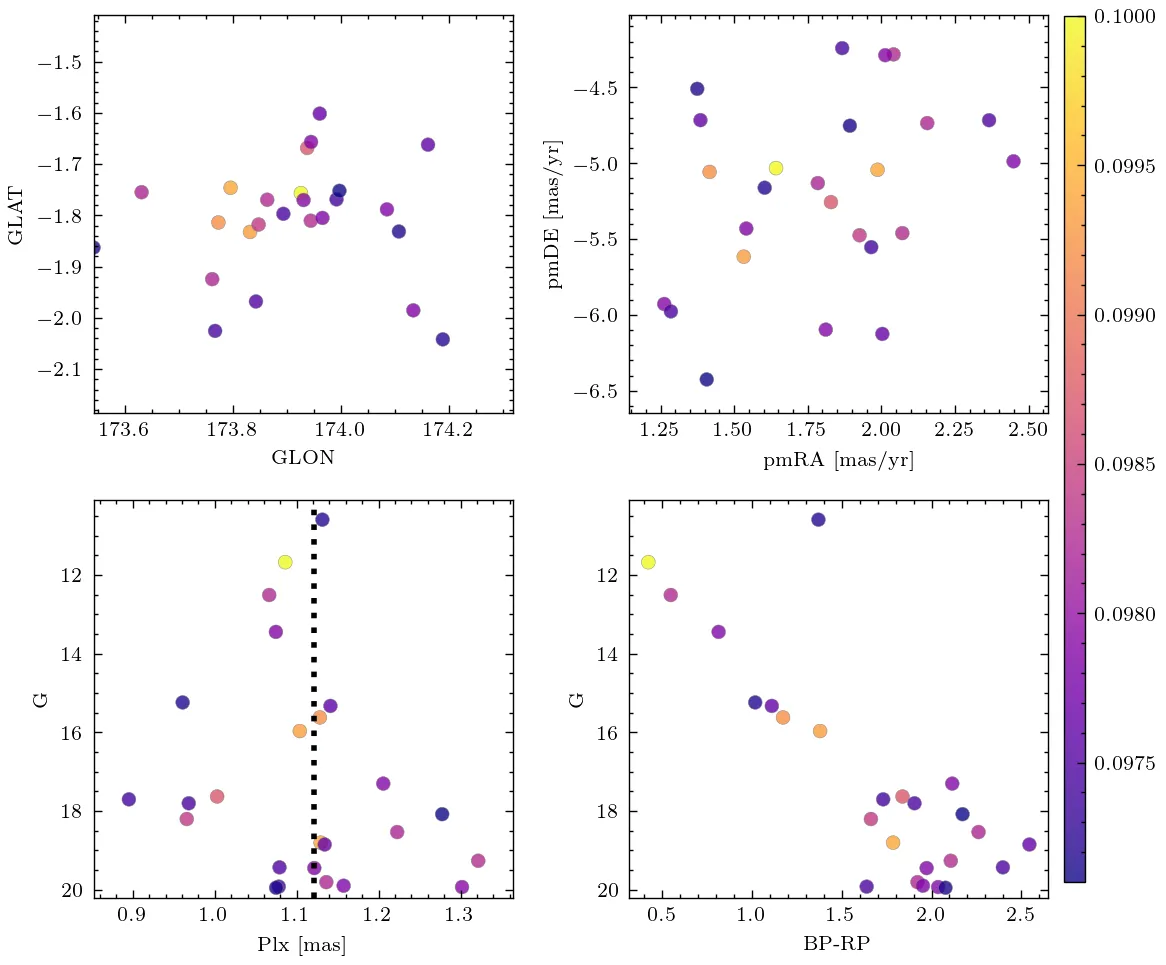 −1.5
−1.6
−1.7
−1.8
−1.9
−2.0
−2.1
GLAT
173.6 173.8 174.0 174.2
GLON
−4.5
−5.0
−5.5
−6.0
−6.5
pmDE [mas/yr]
1.25 1.50 1.75 2.00 2.25 2.50
pmRA [mas/yr]
12
14
16
18
20
G
0.9 1.0 1.1 1.2 1.3
Plx [mas]
12
14
16
18
20
G
0.5 1.0 1.5 2.0 2.5
BP-RP
0.1000
0.0995
0.0990
0.0985
0.0980
0.0975